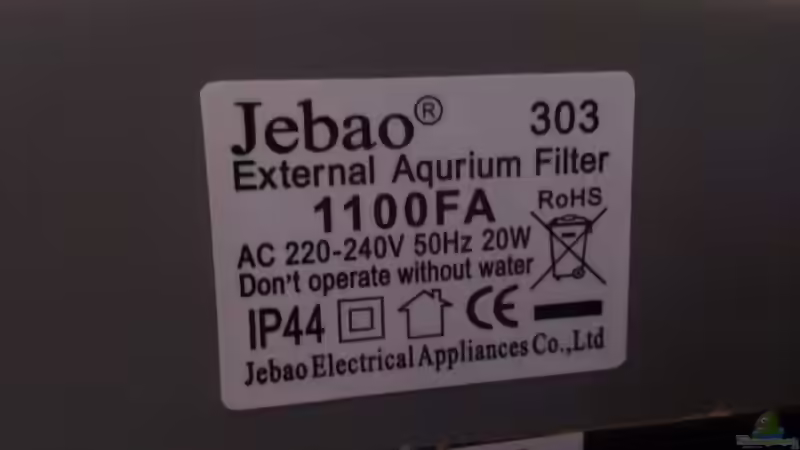 Jebao® 303
External Aqurium Filter
1100FA
RoHS
AC 220-240V 50Hz 20W
Don't operate without water
IP44 CE
Jebao Electrical Appliances Co.,Ltd